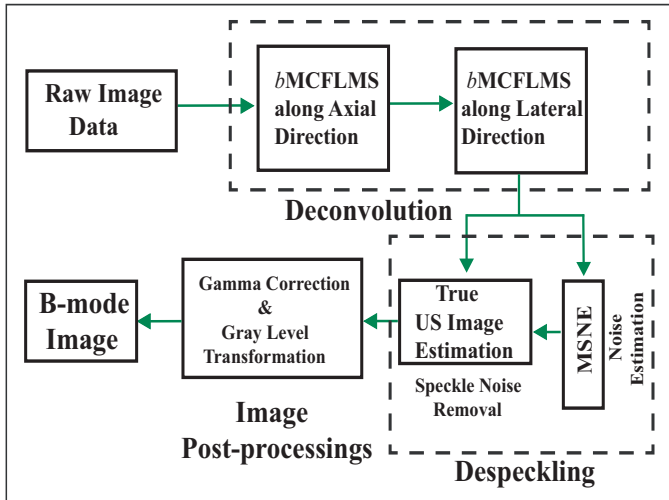 Raw Image
Data
bMCFLMS
along Axial
Direction
bMCFLMS
along Lateral
Direction
Deconvolution
B-mode
Image
Gamma Correction
&
Gray Level
Transformation
Image
Post-processings
True
US Image
Estimation
Speckle Noise
Removal
MSNE
Noise
Estimation
Despeckling